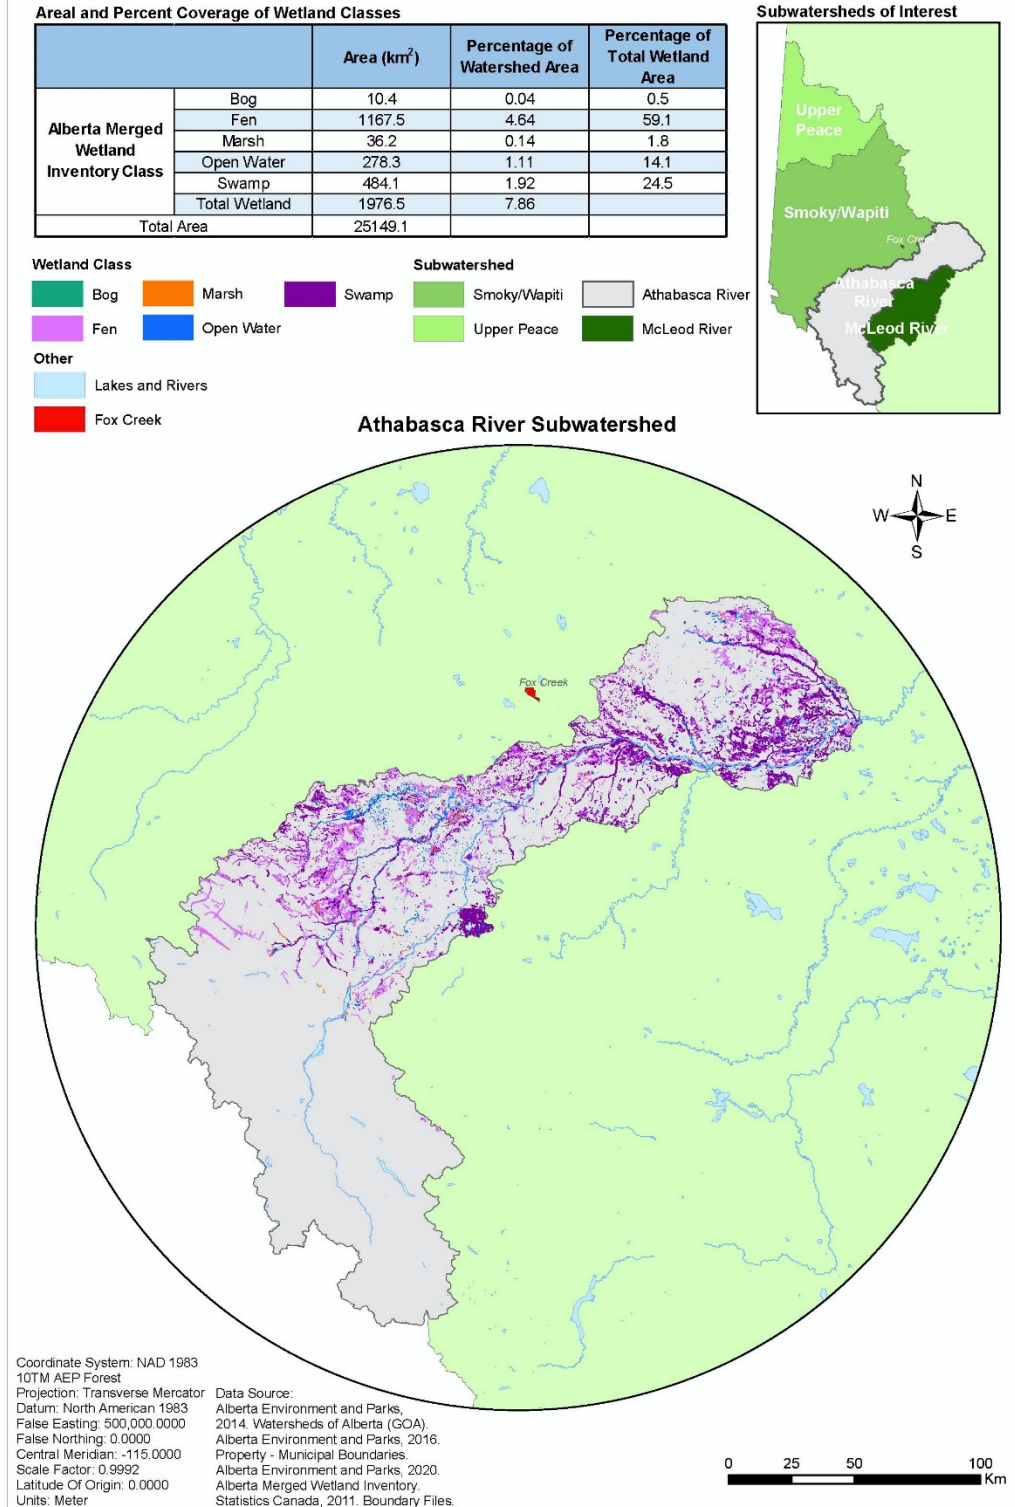 Areal and Percent Coverage of Wetland Classes
Area (km²) Percentage of Watershed Area Percentage of Total Wetland Area
Alberta Merged Wetland Inventory Class
Bog 10.4 0.04 0.5
Fen 1167.5 4.64 59.1
Marsh 36.2 0.14 1.8
Open Water 278.3 1.11 14.1
Swamp 484.1 1.92 24.5
Total Wetland 1976.5 7.86
Total Area 25149.1
Subwatersheds of Interest
Upper
Peace
Smoky/Wapiti
Fox Creek
Athabasca
River
McLeod River
Wetland Class
Bog Marsh Swamp
Fen Open Water
Subwatershed
Smoky/Wapiti Athabasca River
Upper Peace McLeod River
Other
Lakes and Rivers
Fox Creek
Athabasca River Subwatershed
N
W E
S
Fox Creek
Coordinate System: NAD 1983
10TM AEP Forest
Projection: Transverse Mercator
Datum: North American 1983
False Easting: 500,000.0000
False Northing: 0.0000
Central Meridian: -115.0000
Scale Factor: 0.9992
Latitude Of Origin: 0.0000
Units: Meter
Data Source:
Alberta Environment and Parks,
2014. Watersheds of Alberta (GOA).
Alberta Environment and Parks, 2016.
Property - Municipal Boundaries.
Alberta Environment and Parks, 2020.
Alberta Merged Wetland Inventory.
Statistics Canada, 2011. Boundary Files.
0 25 50 100
Km